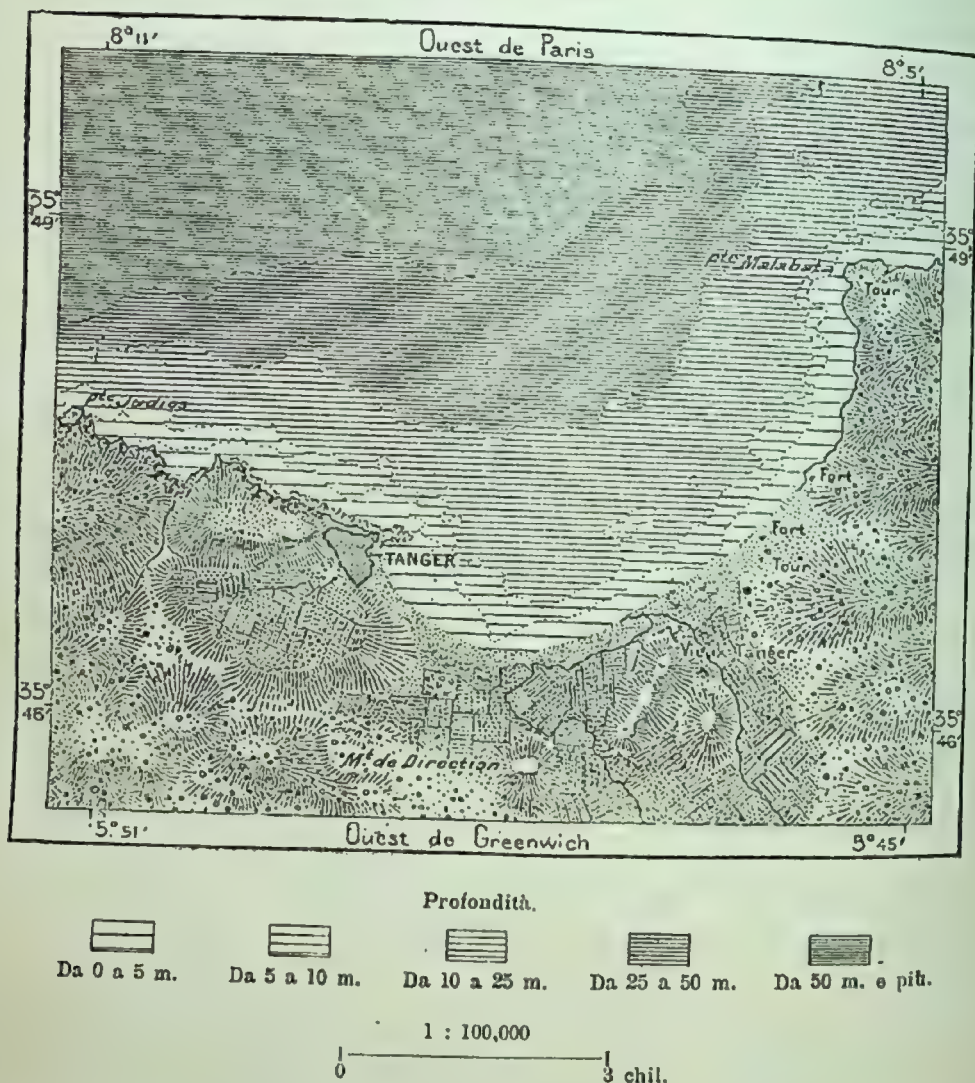 8° 11'
Ouest de Paris
8° 5'
35°
49'
35°
49'
pte Malabata
Tour
pte Judios
Fort
Fort
TANGER
Tour
Vieux Tanger
35°
46'
35°
46'
Mt de Direction
5° 51'
Ouest de Greenwich
5° 45'
Profondità.
Da 0 a 5 m.
Da 5 a 10 m.
Da 10 a 25 m.
Da 25 a 50 m.
Da 50 m. e più.
1 : 100,000
0
3 chil.